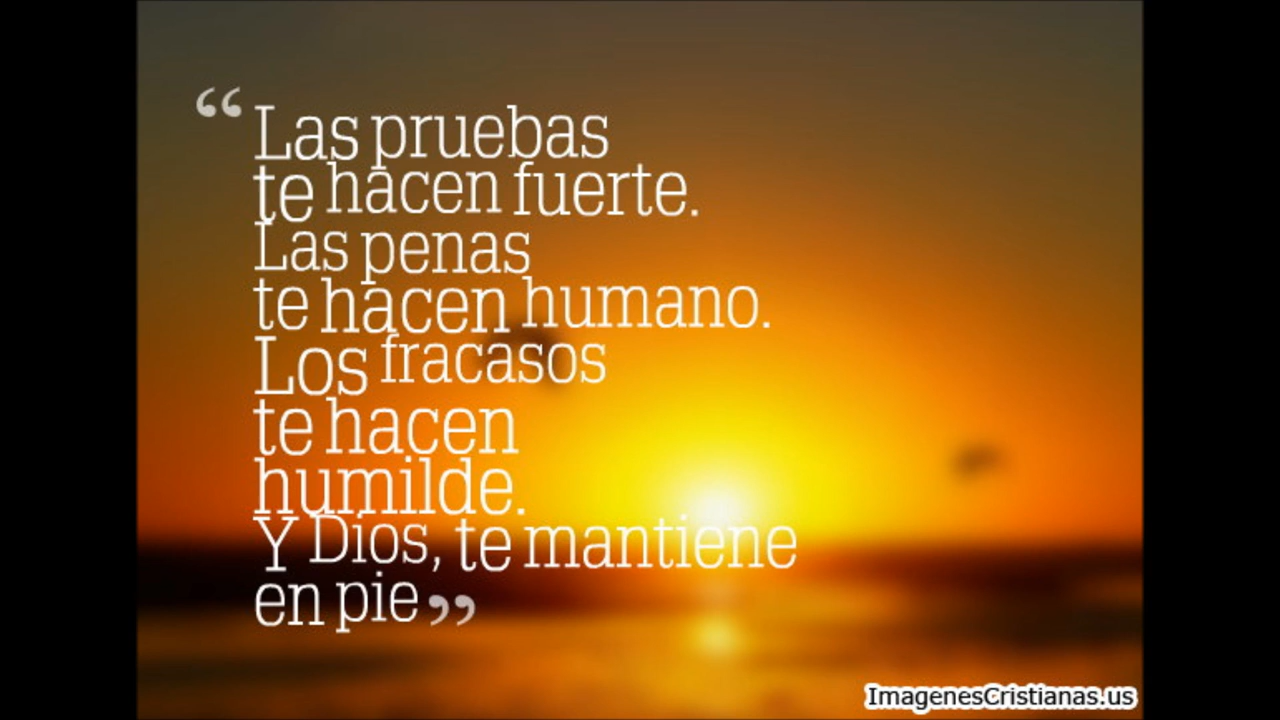 “ Las pruebas
te hacen fuerte.
Las penas
te hacen humano.
Los fracasos
te hacen
humilde.
Y Dios, te mantiene
en pie ”
ImagenesCristianas.us